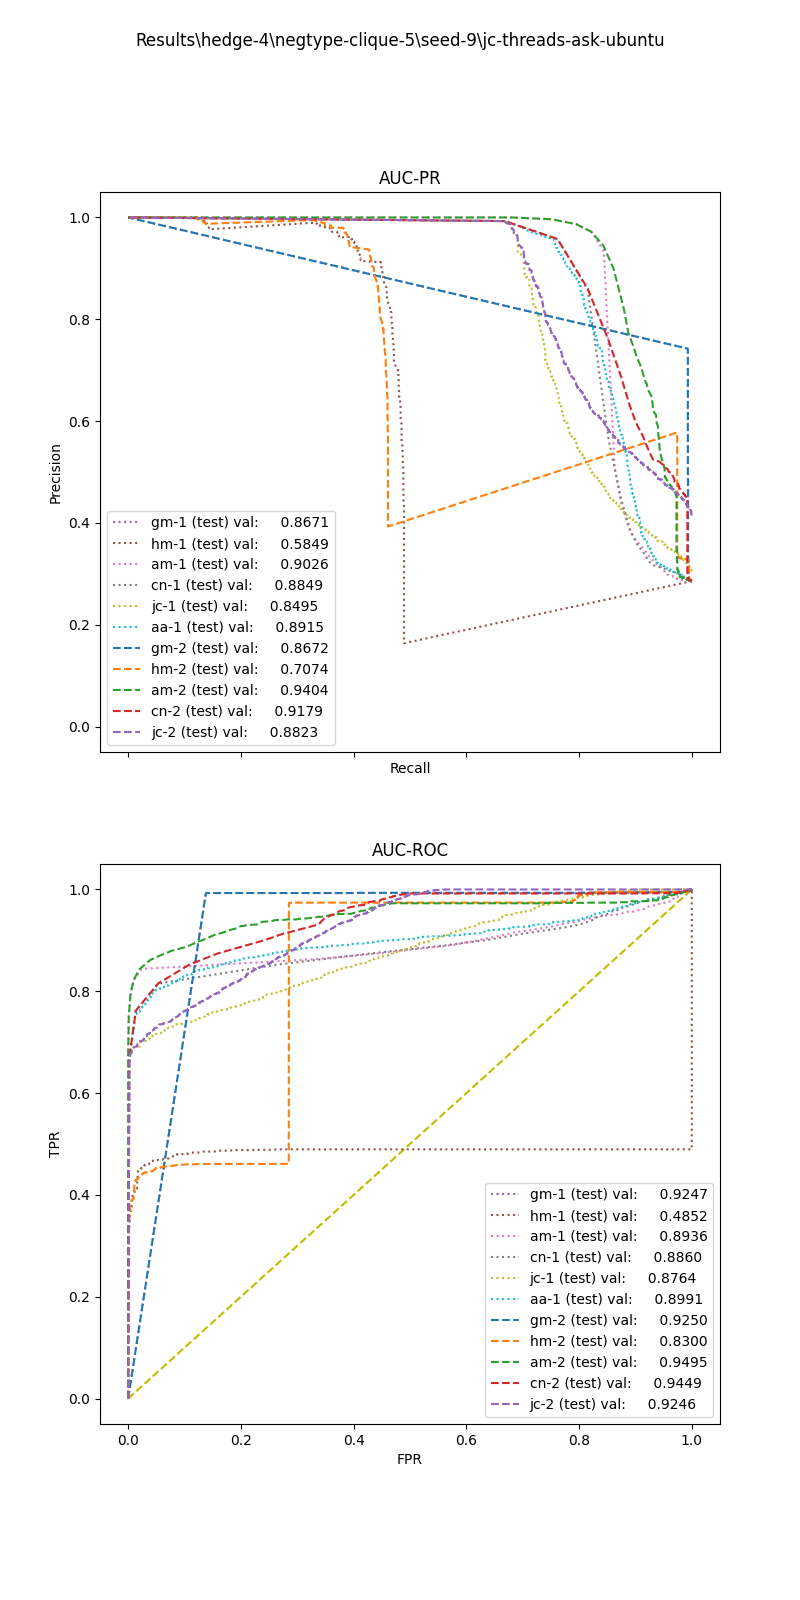 Results\hedge-4\negtype-clique-5\seed-9\jc-threads-ask-ubuntu
AUC-PR
1.0
0.8
0.6
0.4
0.2
0.0
Precision
gm-1 (test) val: 0.8671
hm-1 (test) val: 0.5849
am-1 (test) val: 0.9026
cn-1 (test) val: 0.8849
jc-1 (test) val: 0.8495
aa-1 (test) val: 0.8915
gm-2 (test) val: 0.8672
hm-2 (test) val: 0.7074
am-2 (test) val: 0.9404
cn-2 (test) val: 0.9179
jc-2 (test) val: 0.8823
Recall
AUC-ROC
1.0
0.8
0.6
0.4
0.2
0.0
TPR
gm-1 (test) val: 0.9247
hm-1 (test) val: 0.4852
am-1 (test) val: 0.8936
cn-1 (test) val: 0.8860
jc-1 (test) val: 0.8764
aa-1 (test) val: 0.8991
gm-2 (test) val: 0.9250
hm-2 (test) val: 0.8300
am-2 (test) val: 0.9495
cn-2 (test) val: 0.9449
jc-2 (test) val: 0.9246
0.0 0.2 0.4 0.6 0.8 1.0
FPR